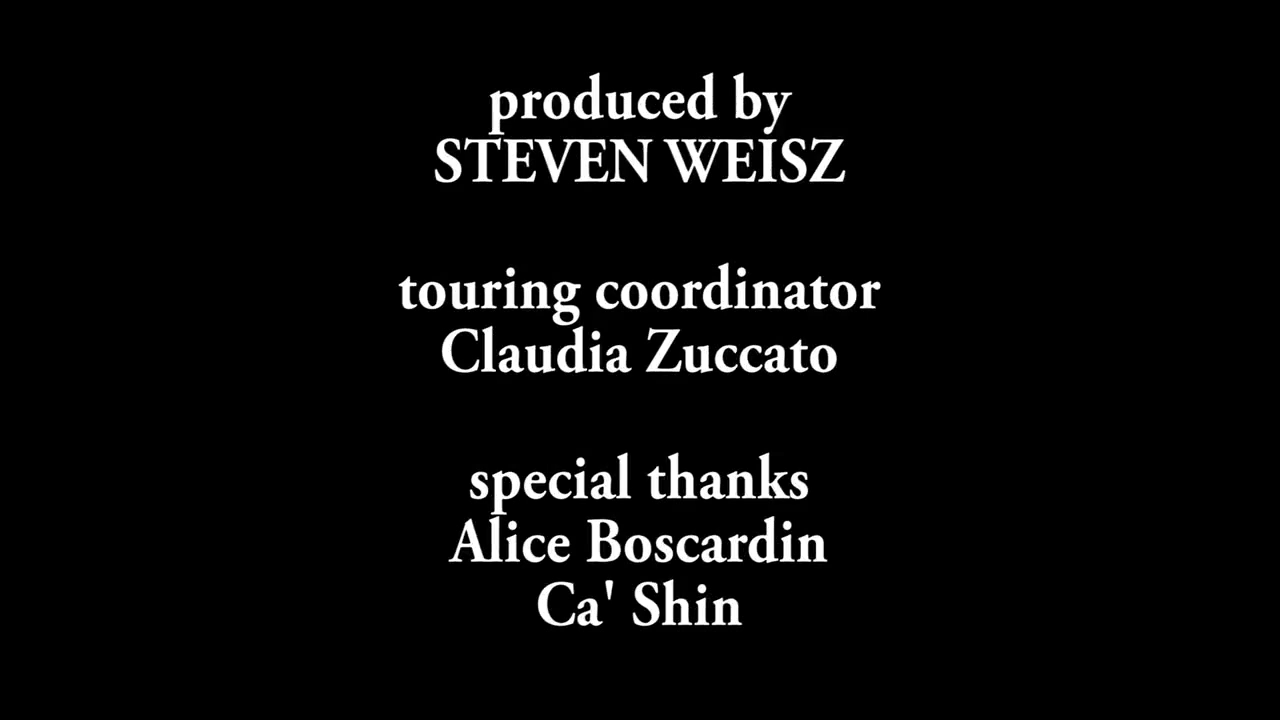 produced by
STEVEN WEISZ
touring coordinator
Claudia Zuccato
special thanks
Alice Boscardin
Ca' Shin